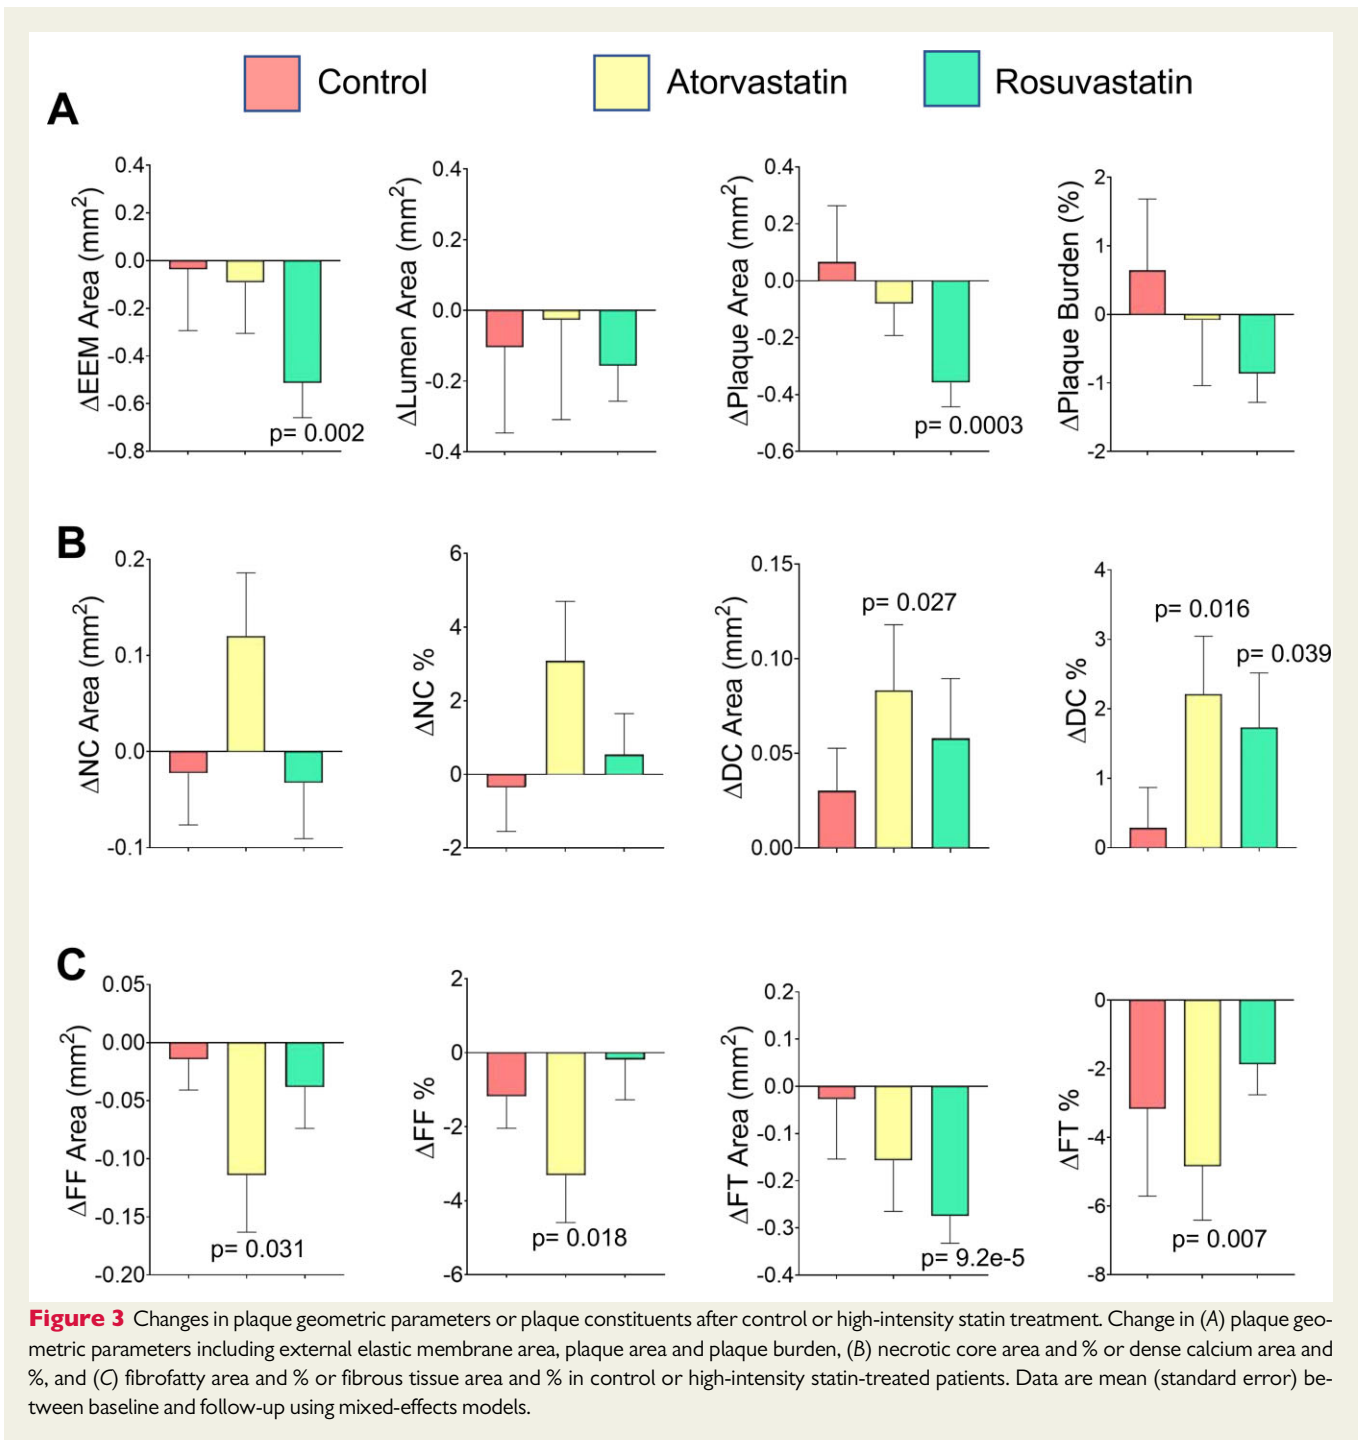 Control
Atorvastatin
Rosuvastatin
A
ΔEEM Area (mm²)
0.4
0.2
0.0
-0.2
-0.4
-0.6
-0.8
p= 0.002
ΔLumen Area (mm²)
0.4
0.2
0.0
-0.2
-0.4
ΔPlaque Area (mm²)
0.4
0.2
0.0
-0.2
-0.4
-0.6
p= 0.0003
ΔPlaque Burden (%)
2
1
0
-1
-2
B
ΔNC Area (mm²)
0.2
0.1
0.0
-0.1
ΔNC %
6
4
2
0
-2
ΔDC Area (mm²)
0.15
0.10
0.05
0.00
p= 0.027
ΔDC %
4
3
2
1
0
p= 0.016
p= 0.039
C
ΔFF Area (mm²)
0.05
0.00
-0.05
-0.10
-0.15
-0.20
p= 0.031
ΔFF %
2
0
-2
-4
-6
p= 0.018
ΔFT Area (mm²)
0.2
0.1
0.0
-0.1
-0.2
-0.3
-0.4
p= 9.2e-5
ΔFT %
0
-2
-4
-6
-8
p= 0.007
Figure 3 Changes in plaque geometric parameters or plaque constituents after control or high-intensity statin treatment. Change in (A) plaque geo-
metric parameters including external elastic membrane area, plaque area and plaque burden, (B) necrotic core area and % or dense calcium area and
%, and (C) fibrofatty area and % or fibrous tissue area and % in control or high-intensity statin-treated patients. Data are mean (standard error) be-
tween baseline and follow-up using mixed-effects models.